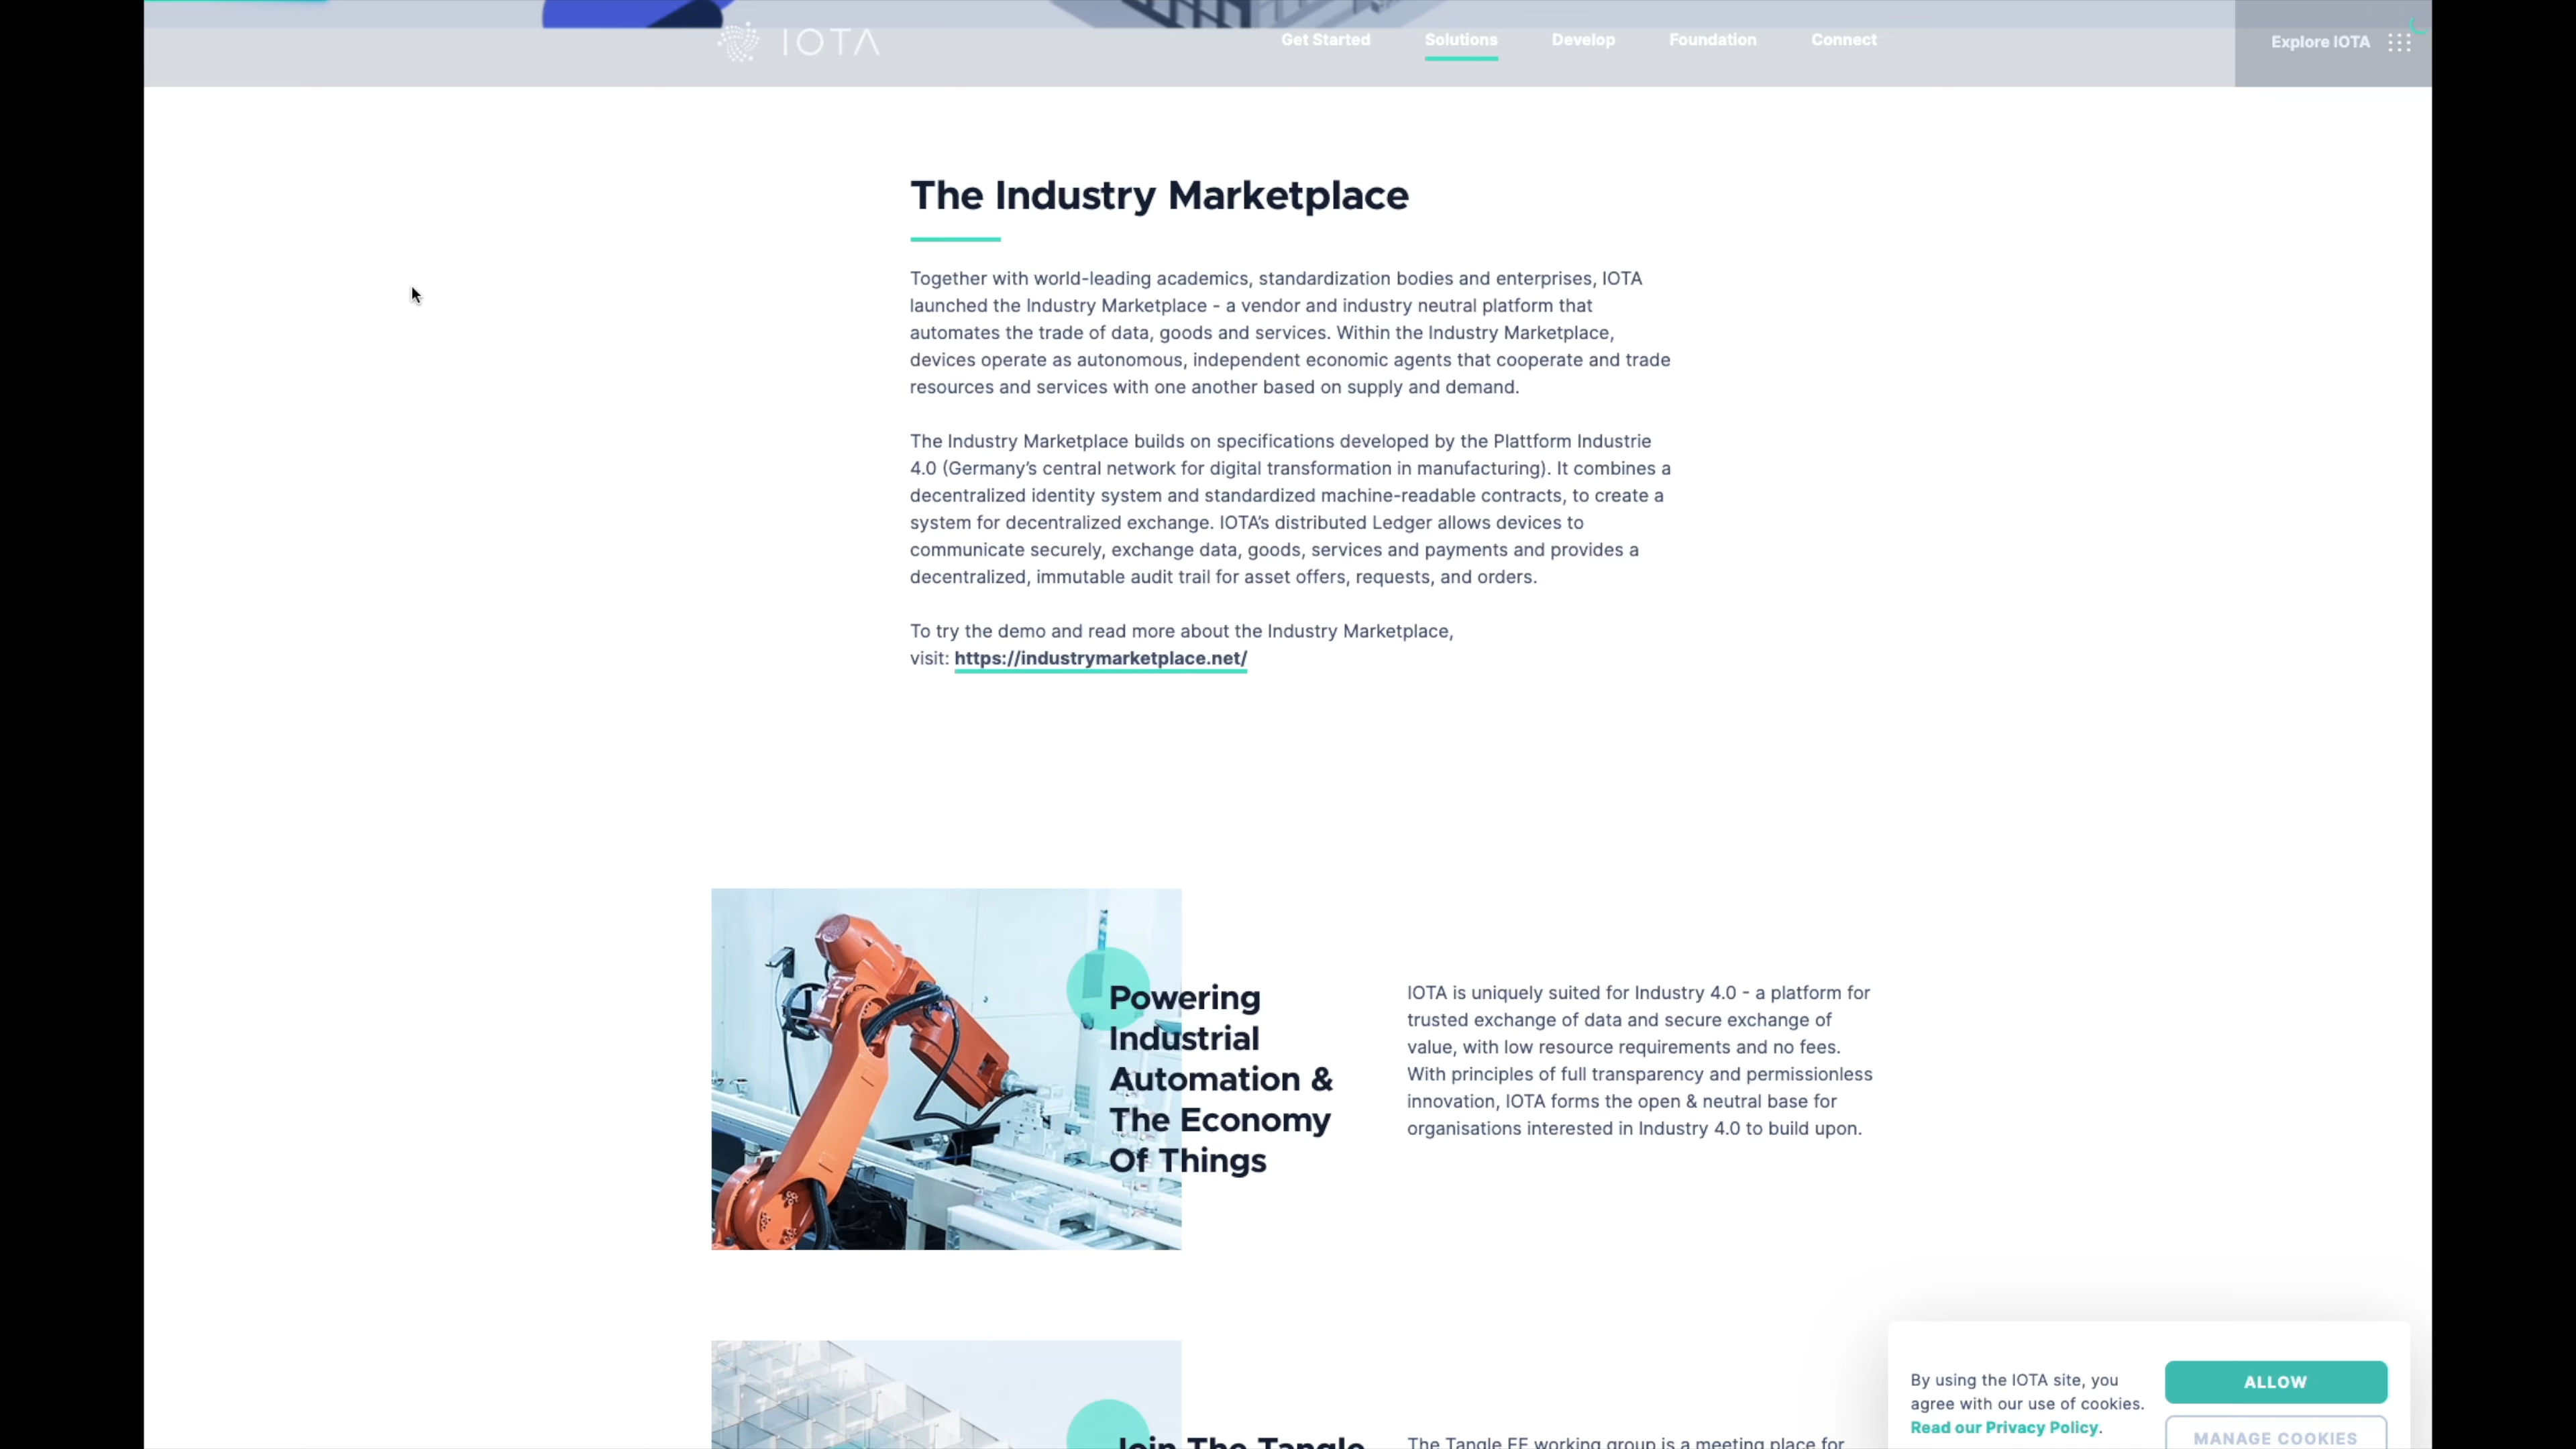 IOTA
Get Started
Solutions
Develop
Foundation
Connect
Explore IOTA
The Industry Marketplace
Together with world-leading academics, standardization bodies and enterprises, IOTA
launched the Industry Marketplace - a vendor and industry neutral platform that
automates the trade of data, goods and services. Within the Industry Marketplace,
devices operate as autonomous, independent economic agents that cooperate and trade
resources and services with one another based on supply and demand.
The Industry Marketplace builds on specifications developed by the Plattform Industrie
4.0 (Germany’s central network for digital transformation in manufacturing). It combines a
decentralized identity system and standardized machine-readable contracts, to create a
system for decentralized exchange. IOTA’s distributed Ledger allows devices to
communicate securely, exchange data, goods, services and payments and provides a
decentralized, immutable audit trail for asset offers, requests, and orders.
To try the demo and read more about the Industry Marketplace,
visit: https://industrymarketplace.net/
Powering
Industrial
Automation &
The Economy
Of Things
IOTA is uniquely suited for Industry 4.0 - a platform for
trusted exchange of data and secure exchange of
value, with low resource requirements and no fees.
With principles of full transparency and permissionless
innovation, IOTA forms the open & neutral base for
organisations interested in Industry 4.0 to build upon.
Join The Tangle
The Tangle EE working group is a meeting place for
By using the IOTA site, you
agree with our use of cookies.
Read our Privacy Policy.
ALLOW
MANAGE COOKIES